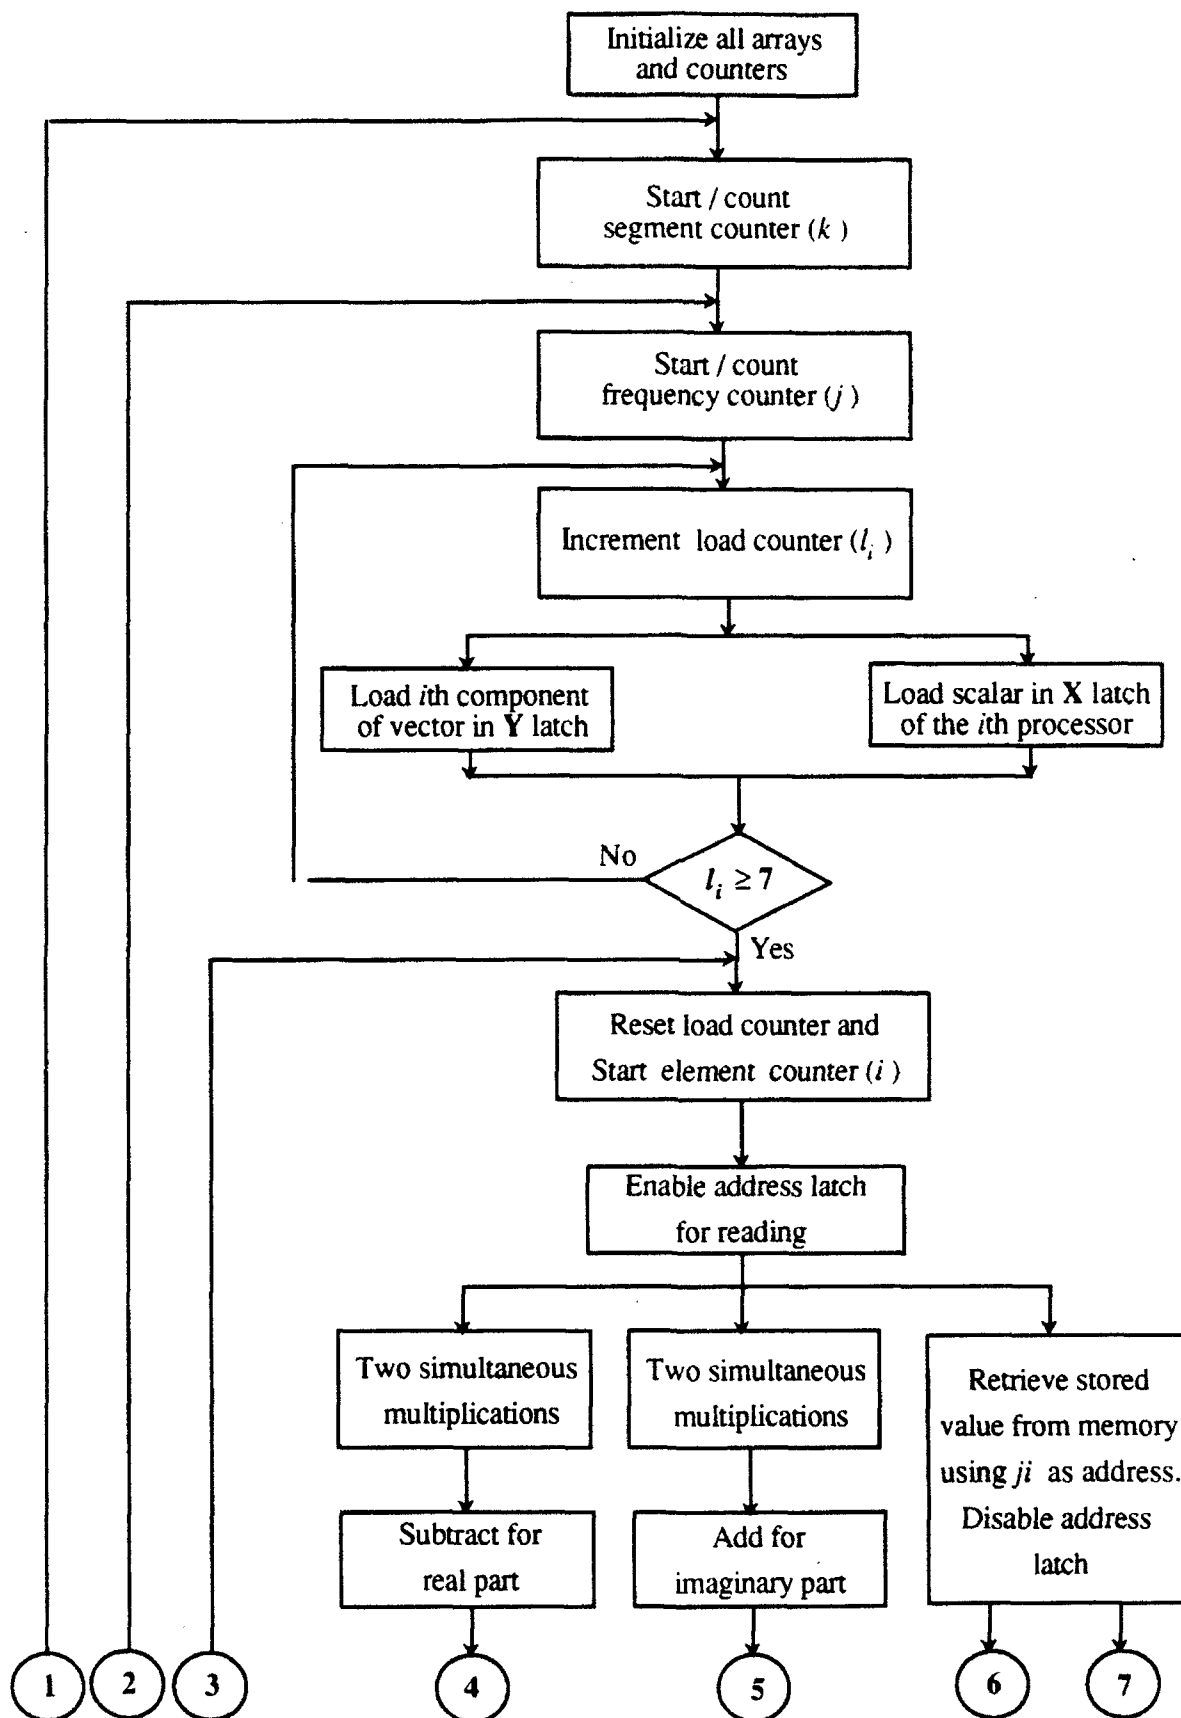 Initialize all arrays
and counters
Start / count
segment counter (k)
Start / count
frequency counter (j)
Increment load counter (l_i)
Load ith component
of vector in Y latch
Load scalar in X latch
of the ith processor
No
l_i ≥ 7
Yes
Reset load counter and
Start element counter (i)
Enable address latch
for reading
Two simultaneous
multiplications
Two simultaneous
multiplications
Retrieve stored
value from memory
using ji as address.
Disable address
latch
Subtract for
real part
Add for
imaginary part
1 2 3 4 5 6 7